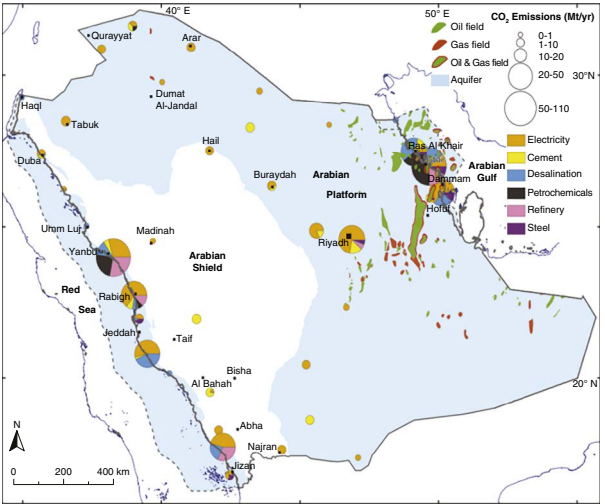 40° E
50° E
CO2 Emissions (Mt/yr)
Oil field
Gas field
Oil & Gas field
Aquifer
0-1
1-10
10-20
20-50
50-110
30°N
Qurayyat
Arar
Dumat
Al-Jandal
Haql
Tabuk
Hail
Duba
Buraydah
Arabian
Platform
Ras Al Khair
Dammam
Arabian
Gulf
Hofuf
Electricity
Cement
Desalination
Petrochemicals
Refinery
Steel
Umm Luj
Madinah
Yanbu
Riyadh
Arabian
Shield
Red
Sea
Rabigh
Jeddah
Taif
Bisha
Al Bahah
20° N
Abha
Najran
Jizan
N
0 200 400 km